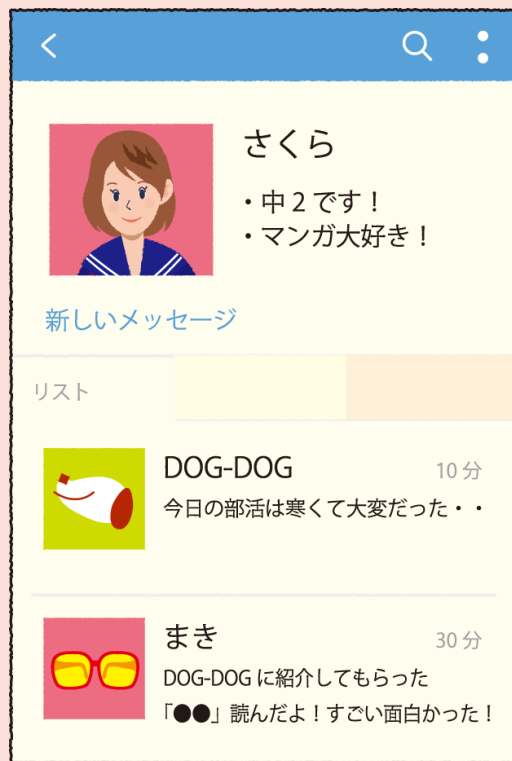 さくら
・中2です！
・マンガ大好き！
新しいメッセージ
リスト
DOG-DOG
10分
今日の部活は寒くて大変だった・・
まき
30分
DOG-DOGに紹介してもらった
「●●」読んだよ！すごい面白かった！